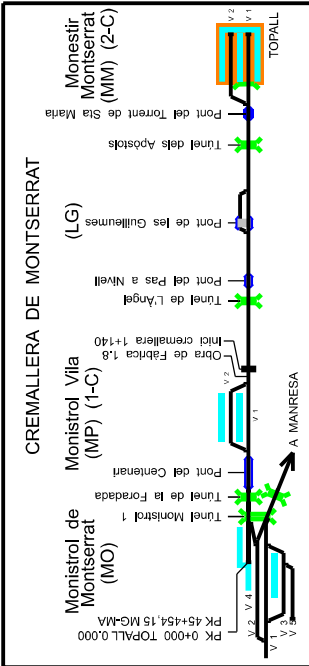 CREMALLERA DE MONTSERRAT
Monistrol de
Montserrat
(MO)
Monistrol Vila
(MP) (1-C)
(LG)
Monestir
Montserrat
(MM) (2-C)
PK 0+000 TOPALL 0.000
PK 45+454,15 MG-MA
Túnel Monistrol 1
Túnel de la Foradada
Pont del Centenari
Obra de Fàbrica 1.8
Inici cremallera 1+140
Túnel de L'Àngel
Pont del Pas a Nivell
Pont de les Guilleumes
Túnel dels Apòstols
Pont del Torrent de Sta Maria
TOPALL
A MANRESA
V 4
V 2
V 1
V 3
V 5
V 2
V 1
V 2
V 1